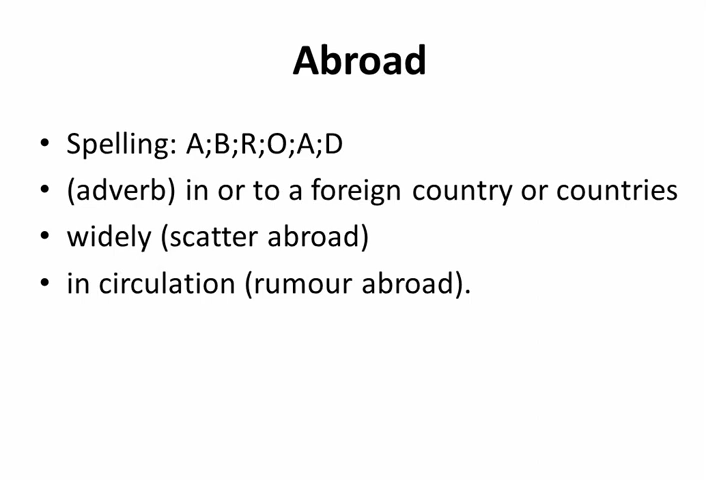 Abroad
• Spelling: A;B;R;O;A;D
• (adverb) in or to a foreign country or countries
• widely (scatter abroad)
• in circulation (rumour abroad).